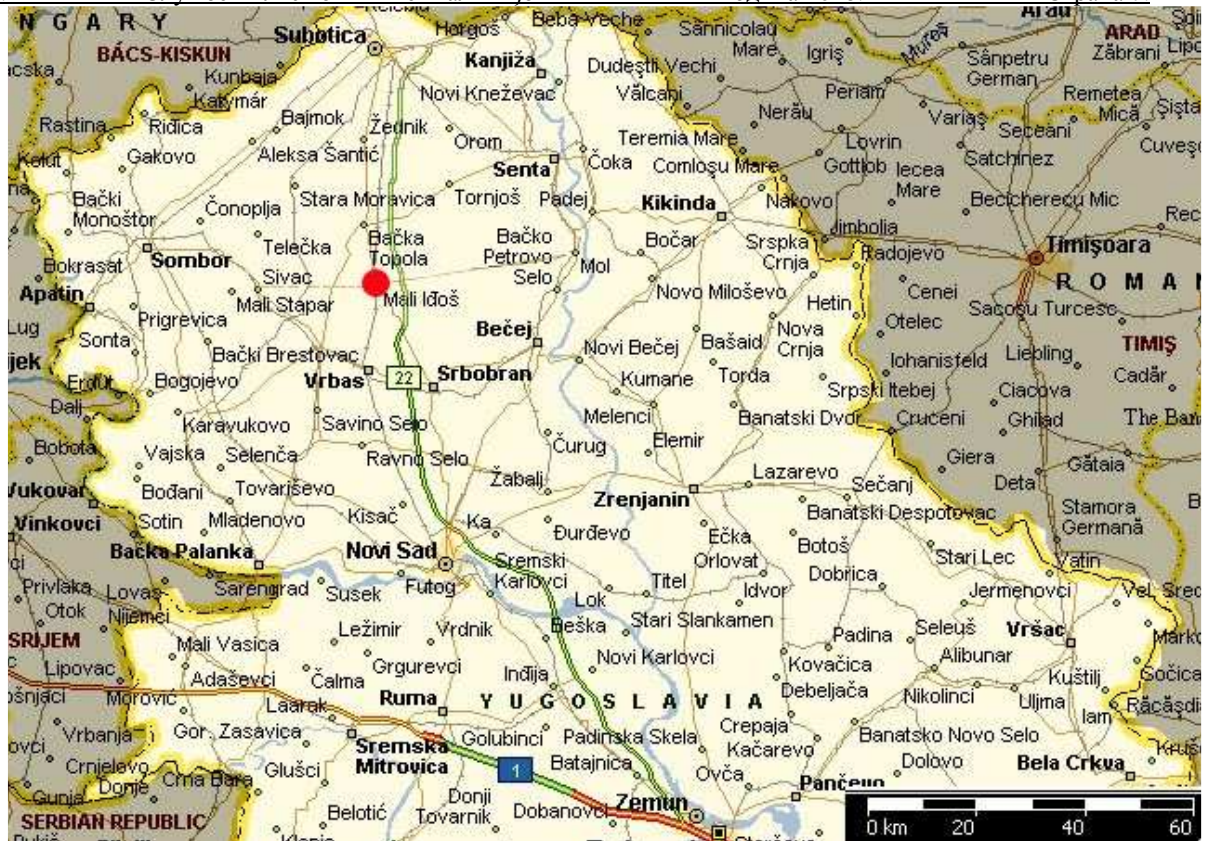 N G A R Y
Subotica
Horgoš
Beba Veche
Sânnicolau
Mare
Igriș
Mureș
Arad
ARAD
Zăbrani
BÁCS-KISKUN
Kunbaja
Kanjiža
Dudeștii Vechi
Sânpetru
German
Katymár
Novi Kneževac
Vălcani
Periam
Remetea
Mică
Rastina
Riđica
Bajmok
Žednik
Orom
Teremia Mare
Nerău
Variaș
Seceani
Gakovo
Aleksa Šantić
Senta
Čoka
Comloșu Mare
Lovrin
Gottlob
Iecea
Mare
Satchinez
Bački
Monoštor
Čonoplja
Stara Moravica
Tornjoš
Padej
Kikinda
Nakovo
Becicherecu Mic
Jimbolia
Telečka
Bačka
Topola
Bačko
Petrovo
Selo
Bočar
Srspka
Crnja
Radojevo
Timișoara
Bokrasat
Sombor
Sivac
Mol
R O M A
Apatin
Mali Stapar
Mali Iđoš
Novo Miloševo
Hetin
Cenei
Sacoșu Turcesc
Lug
Prigrevica
Bečej
Nova
Crnja
Otelec
Sonta
Bački Brestovac
Novi Bečej
Bašaid
Iohanisfeld
Liebling
TIMIȘ
jek
Erdut
Bogojevo
Vrbas
22
Srbobran
Kumane
Torda
Srpski Itebej
Ciacova
Cadăr
Dalj
Karavukovo
Savino Selo
Melenci
Banatski Dvor
Cruceni
Ghilad
The Ban
Bobota
Vajska
Selenča
Ravno Selo
Čurug
Elemir
Giera
Gătaia
Vukovar
Bođani
Tovariševo
Žabalj
Zrenjanin
Lazarevo
Sečanj
Deta
Vinkovci
Sotin
Mladenovo
Kisač
Ka
Đurđevo
Ečka
Banatski Despotovac
Stamora
Germană
Bačka Palanka
Novi Sad
Orlovat
Botoš
Stari Lec
Vatin
Privlaka
Lovas
Šarengrad
Susek
Futog
Sremski
Karlovci
Titel
Dobrica
Otok
Nijemci
Lok
Idvor
Jermenovci
SRIJEM
Mali Vasica
Ležimir
Vrdnik
Beška
Stari Slankamen
Padina
Seleuš
Vršac
Lipovac
Adaševci
Grgurevci
Novi Karlovci
Kovačica
Alibunar
Kuštilj
Morović
Čalma
Inđija
Debeljača
Nikolinci
Uljma
Laarak
Ruma
Y U G O S L A V I A
Iam
Vrbanja
Gor. Zasavica
Crepaja
Sremska
Mitrovica
Golubinci
Padinska Skela
Kačarevo
Banatsko Novo Selo
Crnjelovo
Donje
Crna Bara
Glušci
1
Batajnica
Ovča
Dolovo
Bela Crkva
Gunja
Donji
Tovarnik
Pančevo
SERBIAN REPUBLIC
Belotić
Dobanovci
Zemun
0 km 20 40 60